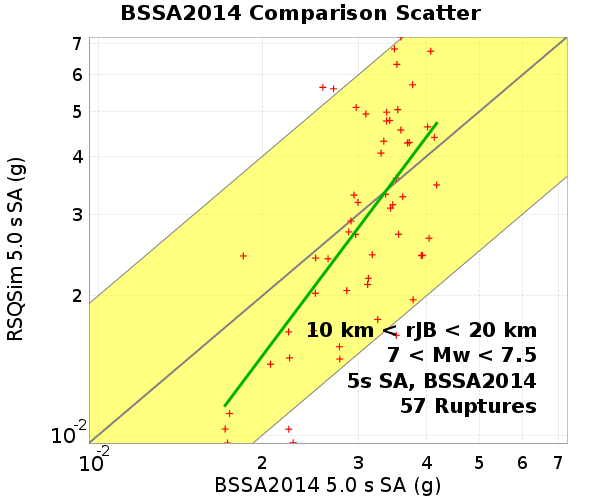 BSSA2014 Comparison Scatter
RSQSim 5.0 s SA (g)
7
6
5
4
3
2
10-2
10 km < rJB < 20 km
7 < Mw < 7.5
5s SA, BSSA2014
57 Ruptures
10-2 2 3 4 5 6 7
BSSA2014 5.0 s SA (g)